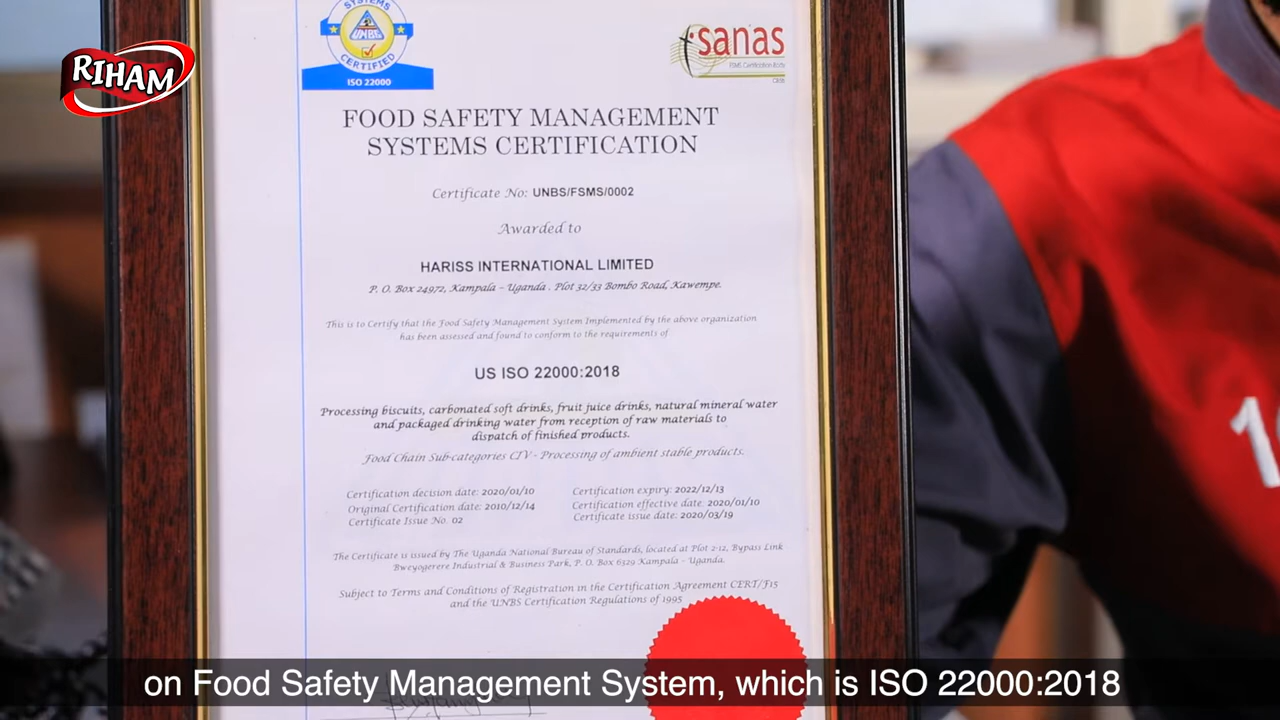 RIHAM
SYSTEMS
UNBS
CERTIFIED
ISO 22000
sanas
FSMS Certification Body
FOOD SAFETY MANAGEMENT
SYSTEMS CERTIFICATION
Certificate No: UNBS/FSMS/0002
Awarded to
HARISS INTERNATIONAL LIMITED
P. O. Box 24972, Kampala – Uganda . Plot 32/33 Bombo Road, Kawempe.
This is to Certify that the Food Safety Management System Implemented by the above organization
has been assessed and found to conform to the requirements of
US ISO 22000:2018
Processing biscuits, carbonated soft drinks, fruit juice drinks, natural mineral water
and packaged drinking water from reception of raw materials to
dispatch of finished products.
Food Chain Sub-categories CIV - Processing of ambient stable products.
Certification decision date: 2020/01/10
Original Certification date: 2010/12/14
Certificate Issue No. 02
Certification expiry: 2022/12/13
Certification effective date: 2020/01/10
Certificate issue date: 2020/03/19
The Certificate is issued by The Uganda National Bureau of Standards, located at Plot 2-12, Bypass Link
Bweyogerere Industrial & Business Park, P. O. Box 6329 Kampala – Uganda.
Subject to Terms and Conditions of Registration in the Certification Agreement CERT/F15
and the UNBS Certification Regulations of 1995
1
on Food Safety Management System, which is ISO 22000:2018